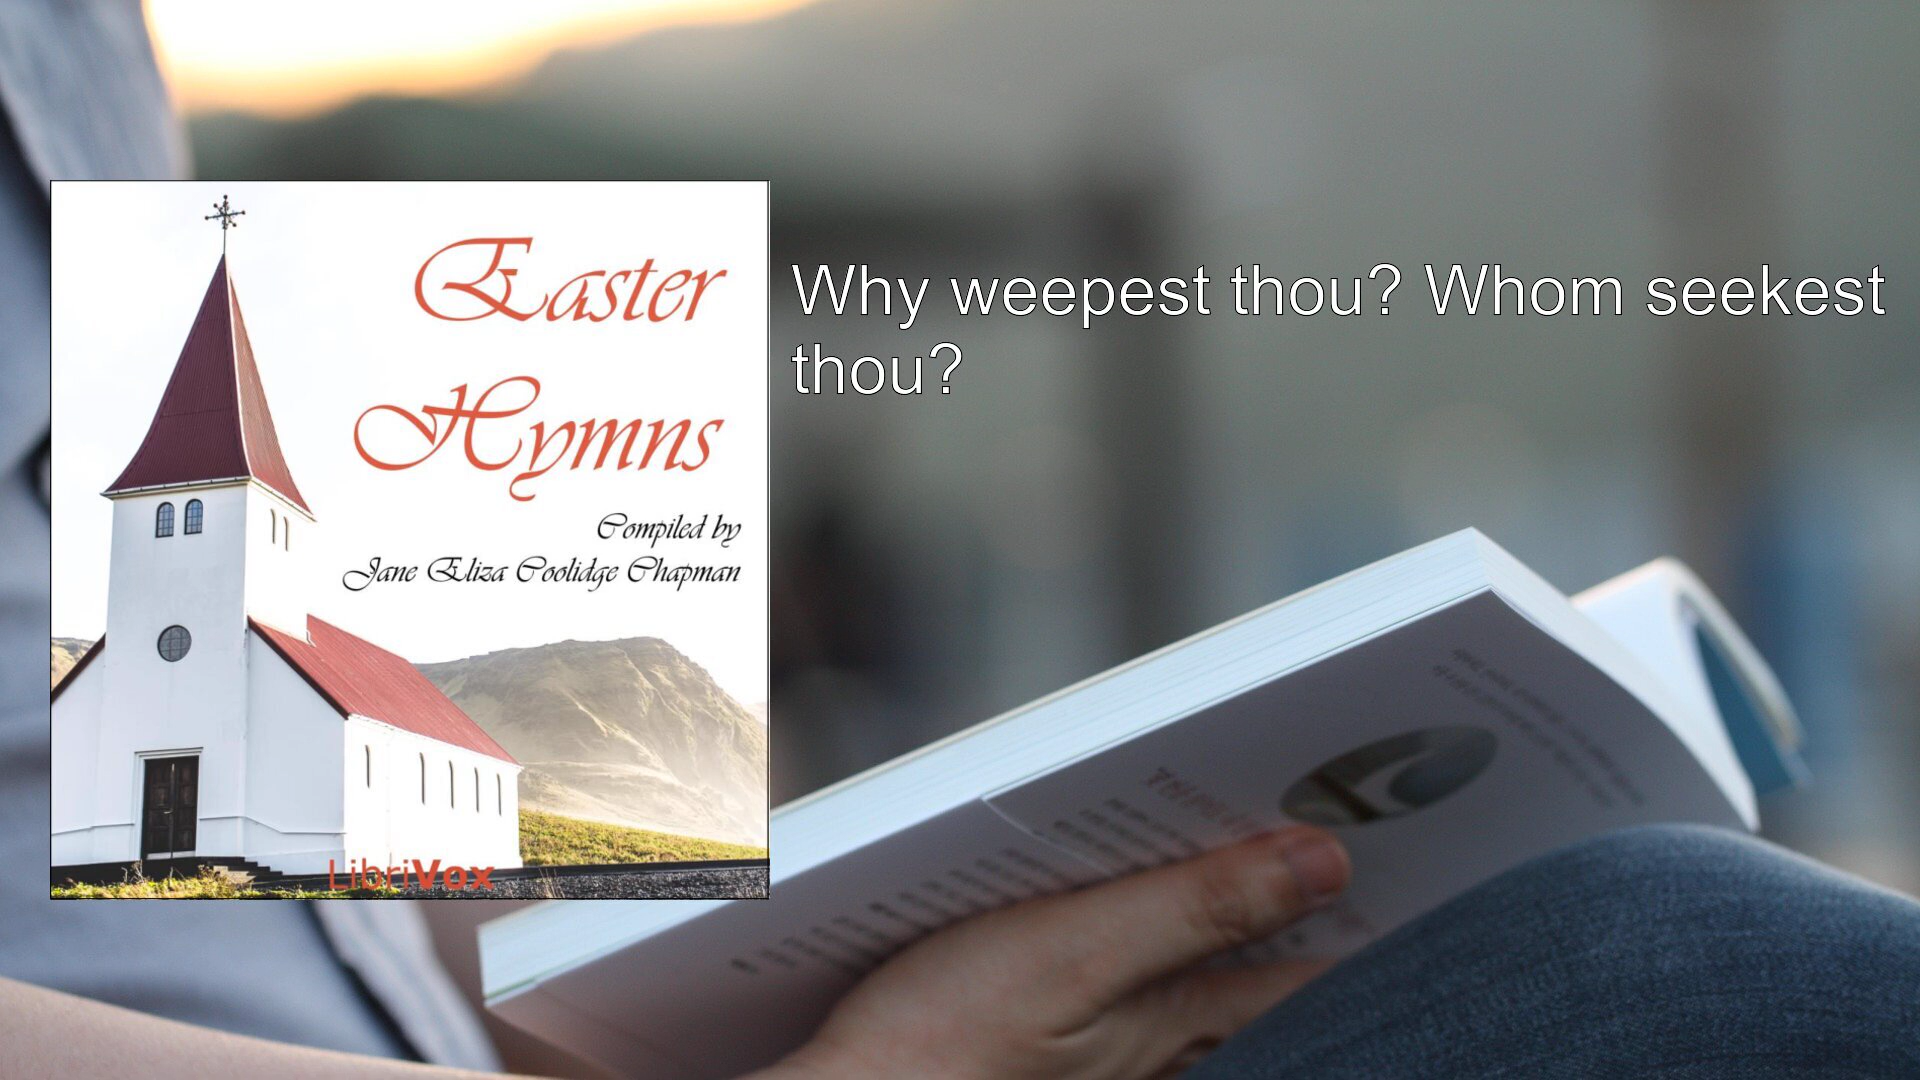 Easter
Hymns
Compiled by
Jane Eliza Coolidge Chapman
LibriVox
Why weepest thou? Whom seekest
thou?